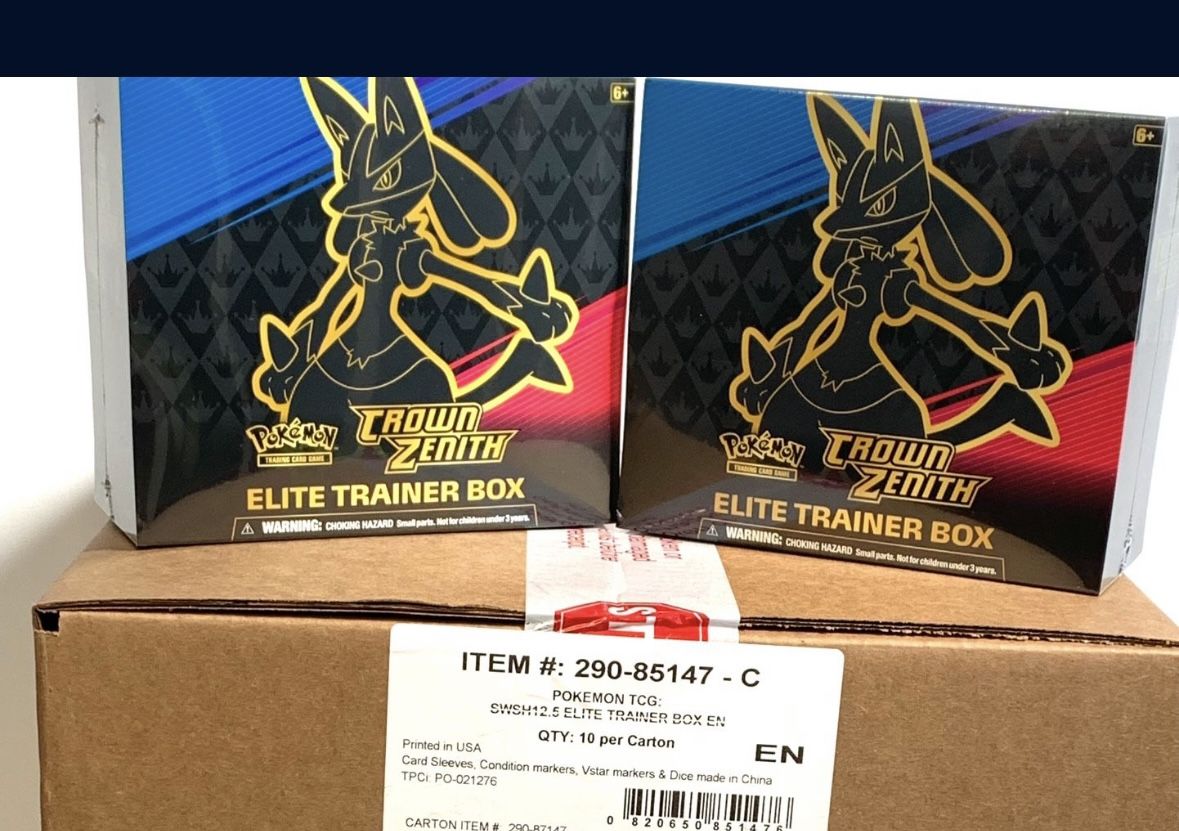 6+
POKéMON
TRADING CARD GAME
CROWN
ZENITH
ELITE TRAINER BOX
WARNING: CHOKING HAZARD Small parts. Not for children under 3 years.
6+
POKéMON
TRADING CARD GAME
CROWN
ZENITH
ELITE TRAINER BOX
WARNING: CHOKING HAZARD Small parts. Not for children under 3 years.
ITEM #: 290-85147 - C
POKEMON TCG:
SWSH12.5 ELITE TRAINER BOX EN
QTY: 10 per Carton
EN
Printed in USA
Card Sleeves, Condition markers, Vstar markers & Dice made in China
TPCi: PO-021276
0 820650 851476
CARTON ITEM # 290-87147